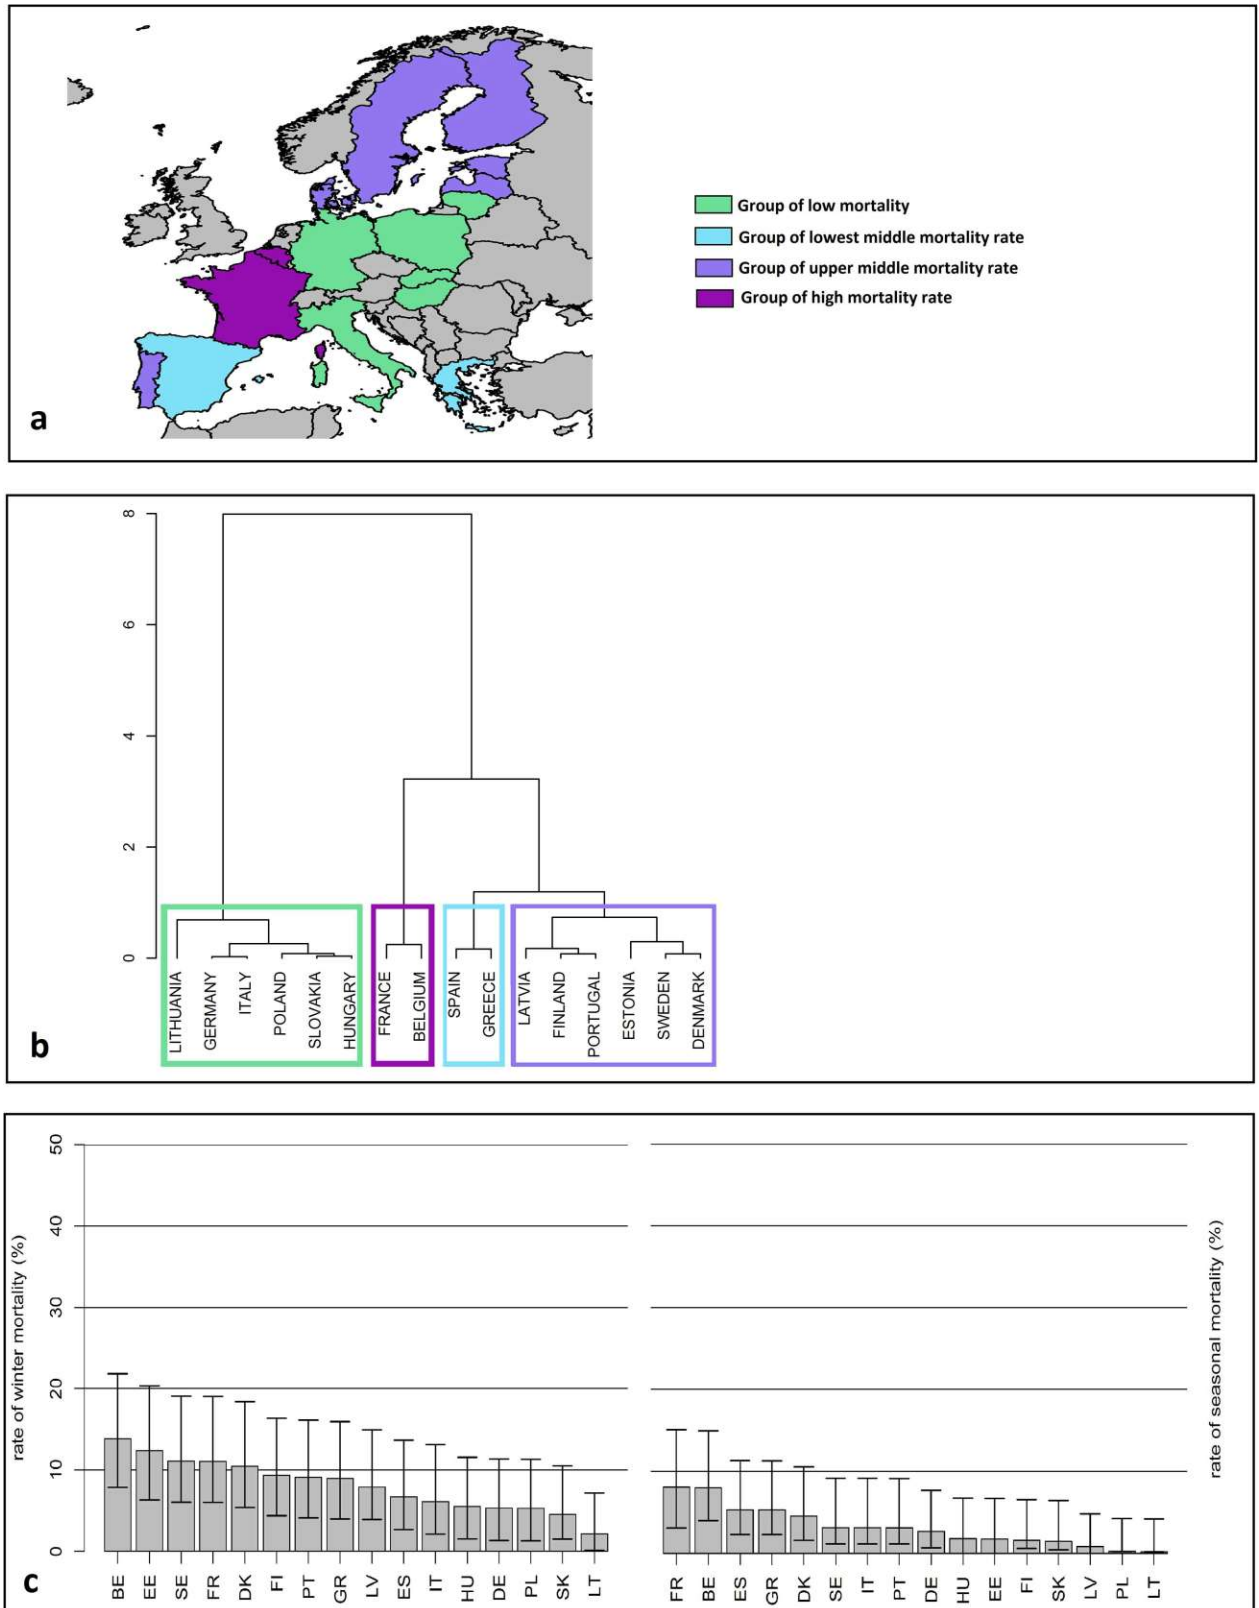 Group of low mortality
Group of lowest middle mortality rate
Group of upper middle mortality rate
Group of high mortality rate
a
8
6
4
2
0
LITHUANIA
GERMANY
ITALY
POLAND
SLOVAKIA
HUNGARY
FRANCE
BELGIUM
SPAIN
GREECE
LATVIA
FINLAND
PORTUGAL
ESTONIA
SWEDEN
DENMARK
b
rate of winter mortality (%)
50
40
30
20
10
0
BE EE SE FR DK FI PT GR LV ES IT HU DE PL SK LT
FR BE ES GR DK SE IT PT DE HU EE FI SK LV PL LT
rate of seasonal mortality (%)
c